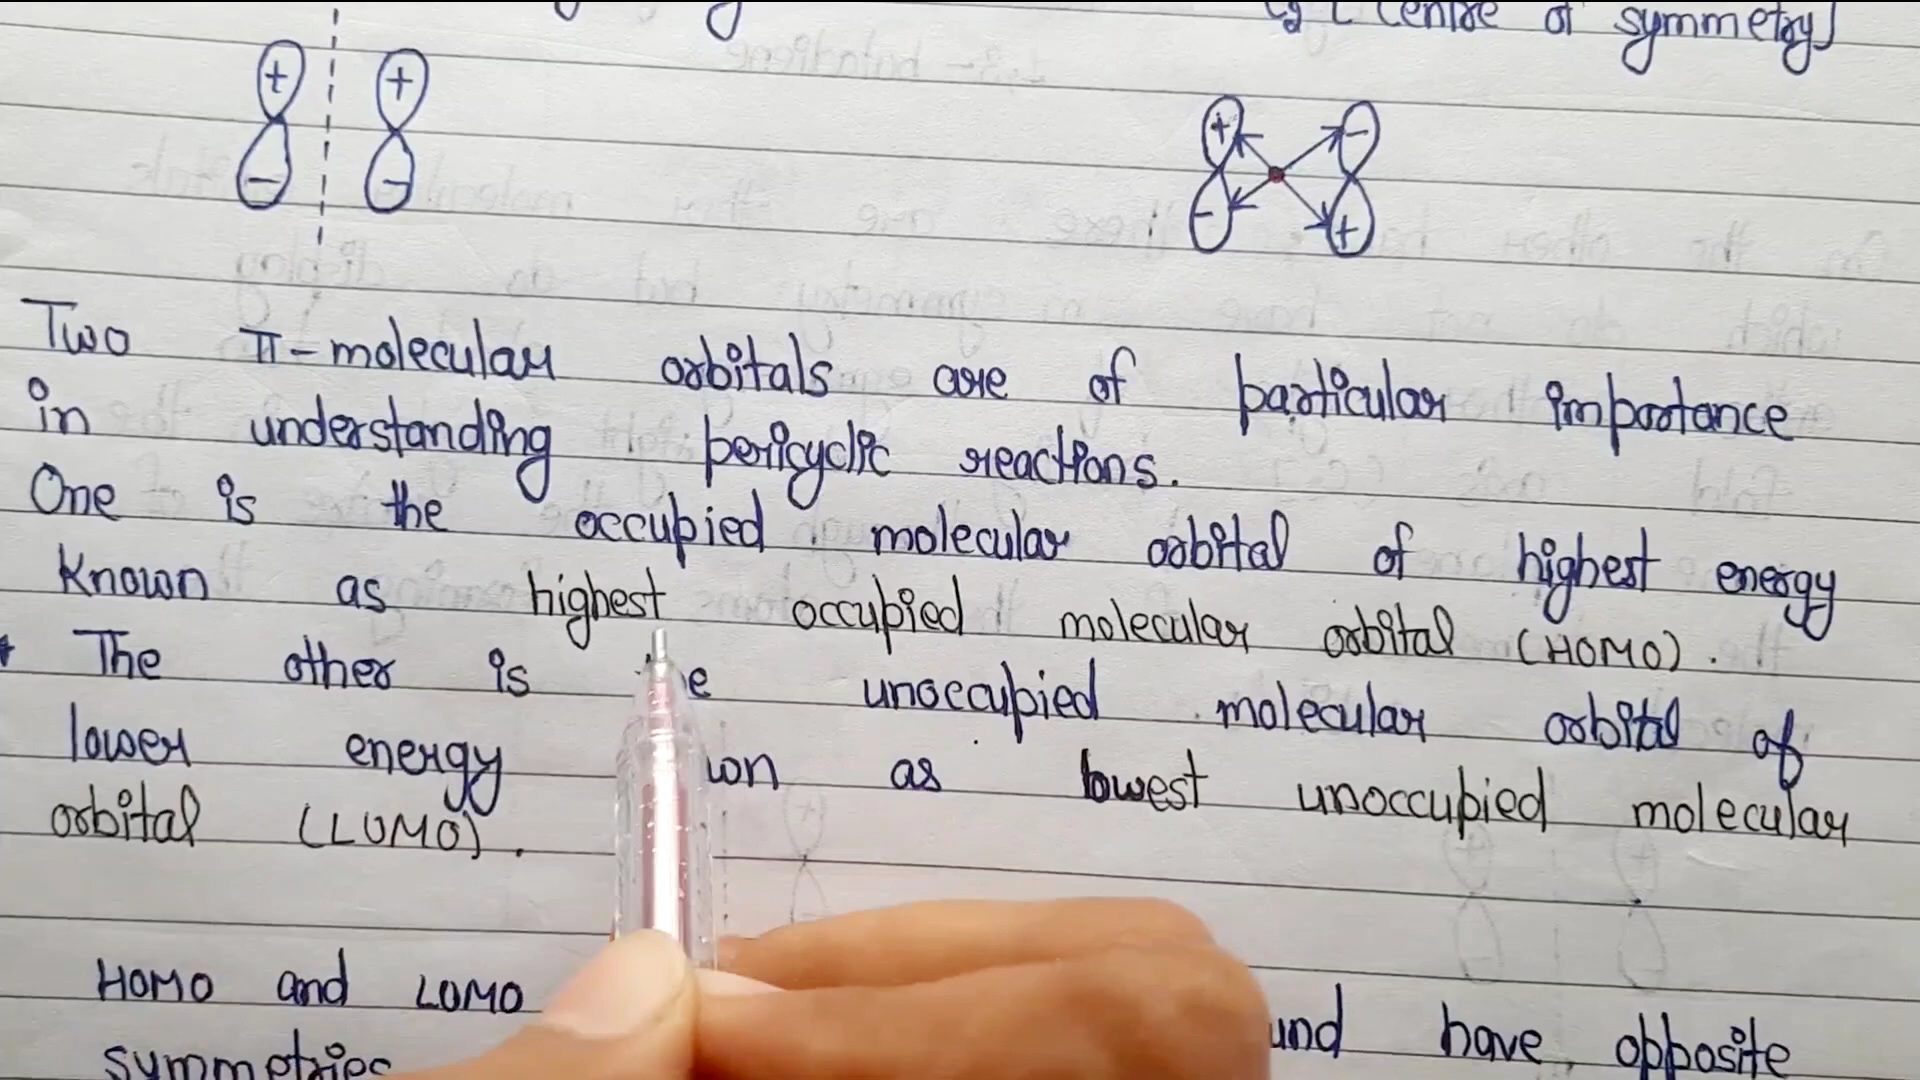 (Centre of symmetry)
+ + + -
- - - +
Two π-molecular orbitals are of particular importance
in understanding pericyclic reactions.
One is the occupied molecular orbital of highest energy
Known as highest occupied molecular orbital (HOMO).
The other is unoccupied molecular orbital of
lower energy as lowest unoccupied molecular
orbital (LUMO).
HOMO and LUMO have opposite
symmetries